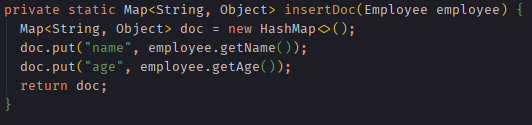 private static Map<String, Object> insertDoc(Employee employee) {
  Map<String, Object> doc = new HashMap<>();
  doc.put("name", employee.getName());
  doc.put("age", employee.getAge());
  return doc;
}